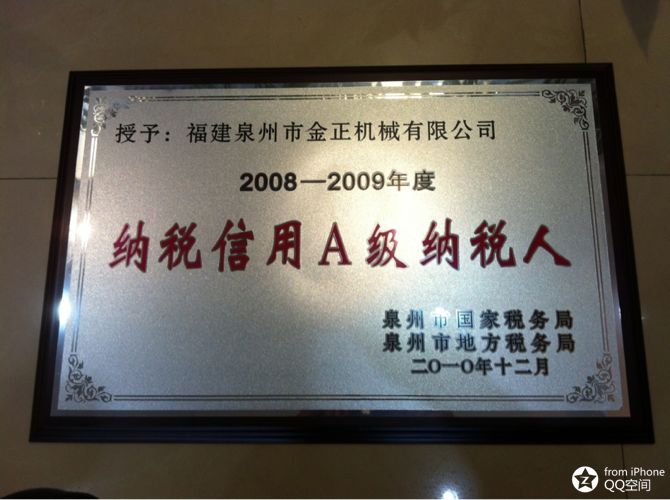 授予：福建泉州市金正机械有限公司
2008—2009年度
纳税信用A级纳税人
泉州市国家税务局
泉州市地方税务局
二O一O年十二月
from iPhone
QQ空间